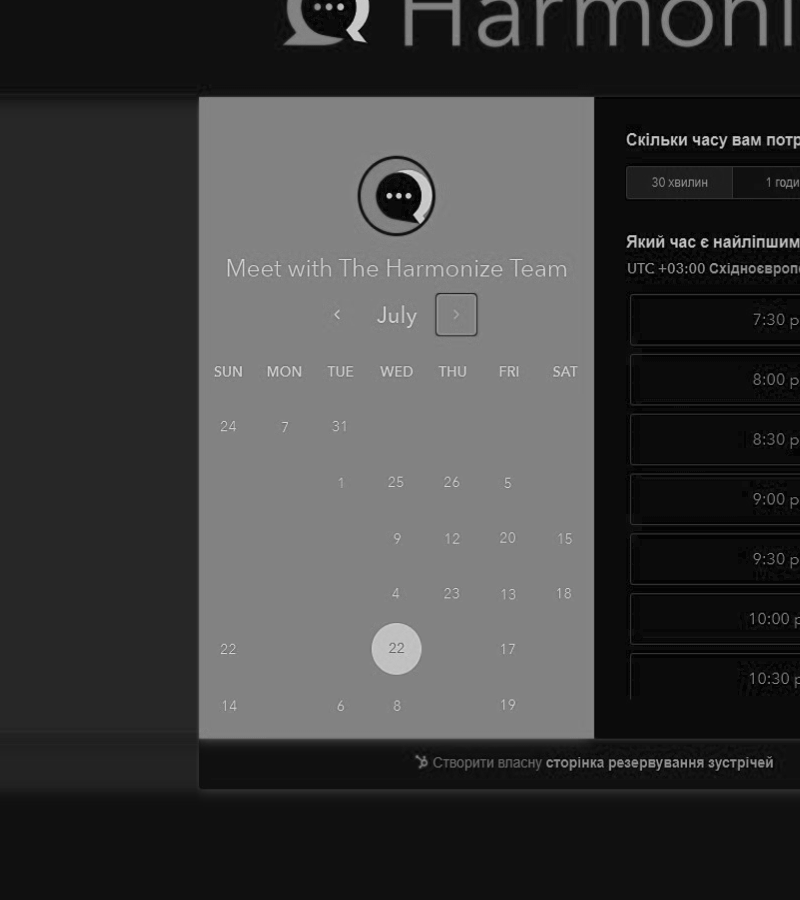 Harmoni
Meet with The Harmonize Team
July
SUN MON TUE WED THU FRI SAT
24 7 31
1 25 26 5
9 12 20 15
4 23 13 18
22 22 17
14 6 8 19
Скільки часу вам потр
30 хвилин 1 годи
Який час є найліпшим
UTC +03:00 Східноєвропе
7:30 р
8:00 р
8:30 р
9:00 р
9:30 р
10:00 р
10:30 р
Створити власну сторінка резервування зустрічей